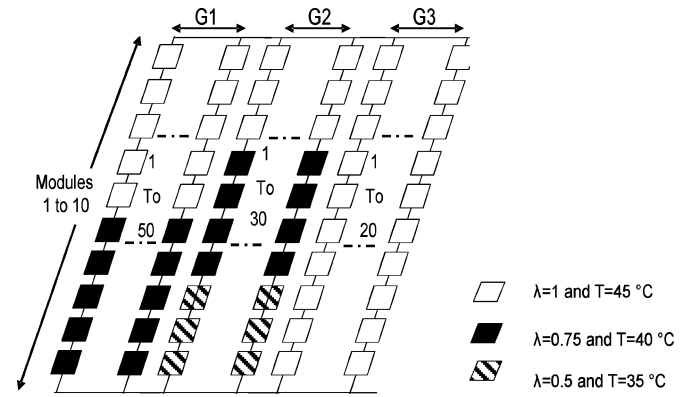 G1 G2 G3
1 1 1
To To To
50 30 20
Modules
1 to 10
λ=1 and T=45 °C
λ=0.75 and T=40 °C
λ=0.5 and T=35 °C